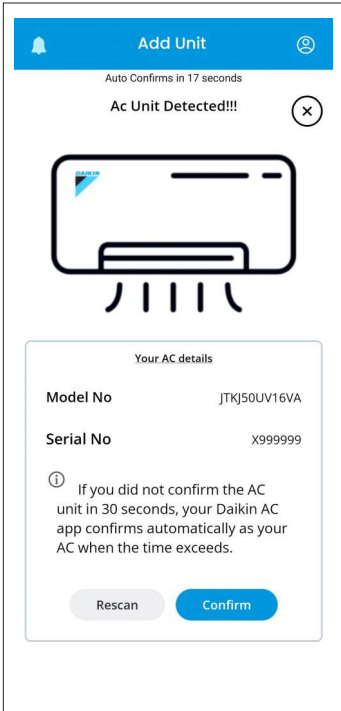 Add Unit
Auto Confirms in 17 seconds
Ac Unit Detected!!!
DAIKIN
Your AC details
Model No JTKJ50UV16VA
Serial No X999999
If you did not confirm the AC
unit in 30 seconds, your Daikin AC
app confirms automatically as your
AC when the time exceeds.
Rescan Confirm